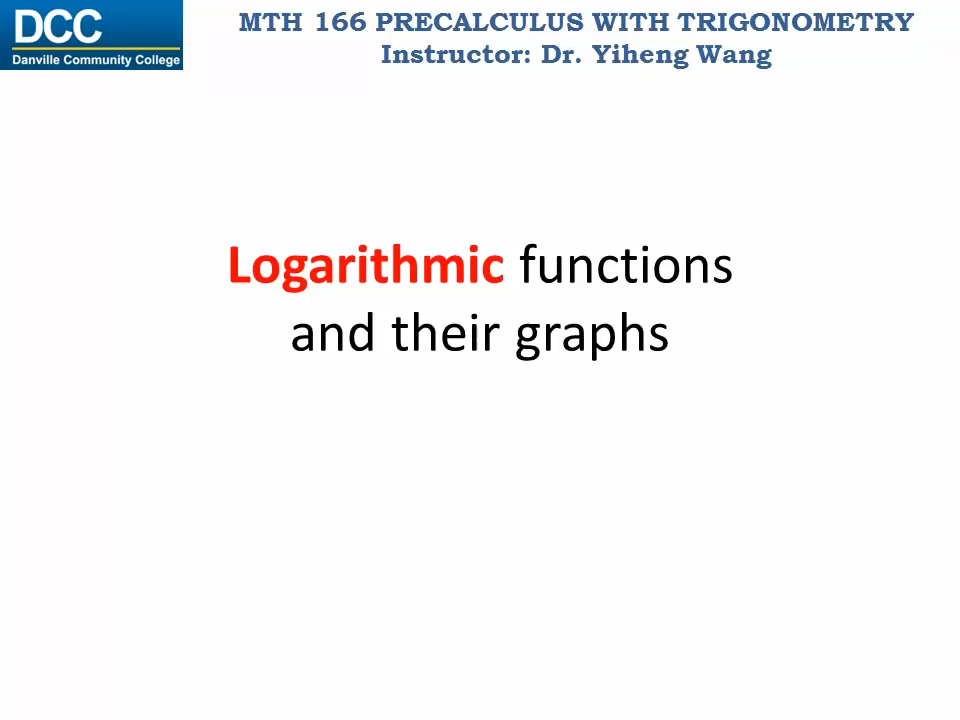 DCC
Danville Community College
MTH 166 PRECALCULUS WITH TRIGONOMETRY
Instructor: Dr. Yiheng Wang
Logarithmic functions
and their graphs